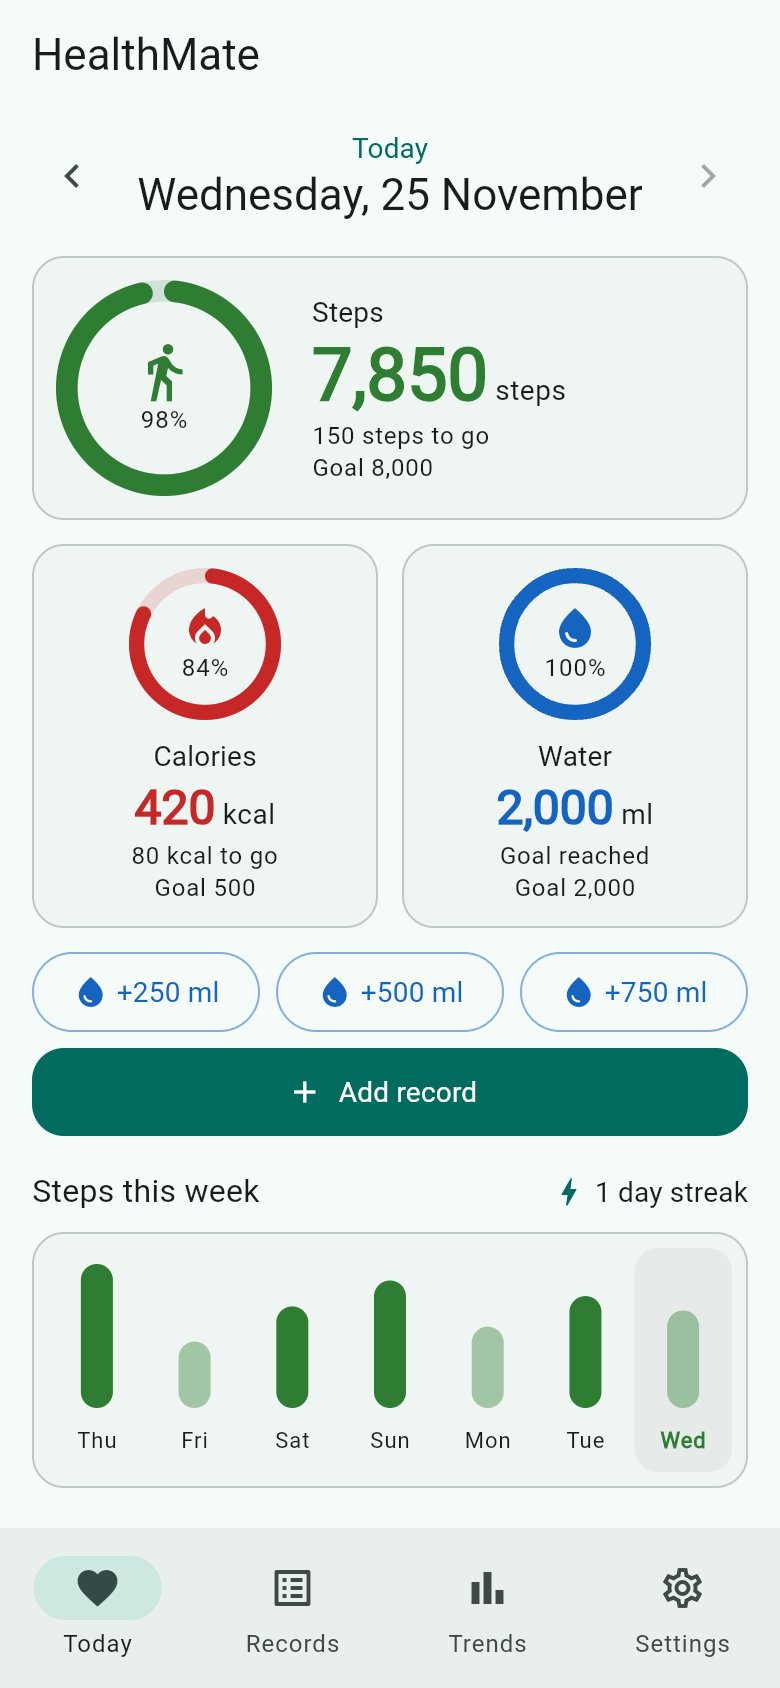 HealthMate
Today
Wednesday, 25 November
98%
Steps
7,850 steps
150 steps to go
Goal 8,000
84%
Calories
420 kcal
80 kcal to go
Goal 500
100%
Water
2,000 ml
Goal reached
Goal 2,000
+250 ml
+500 ml
+750 ml
+ Add record
Steps this week
1 day streak
Thu Fri Sat Sun Mon Tue Wed
Today Records Trends Settings